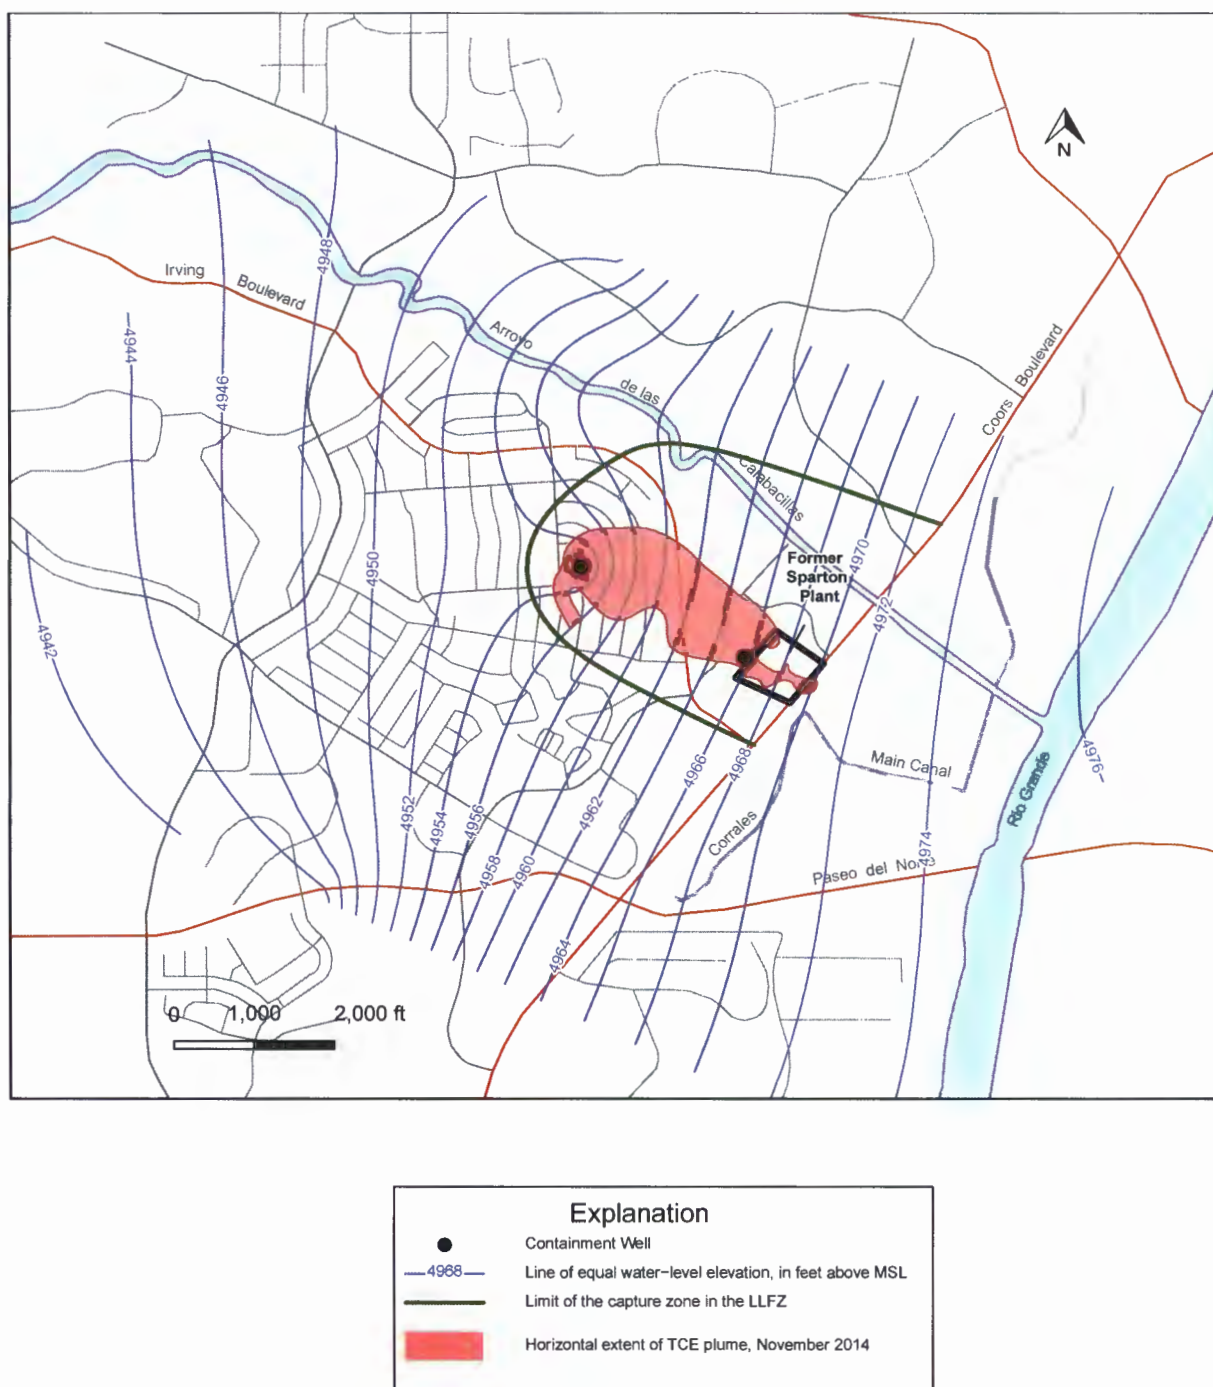 N
4948
Irving
Boulevard
4944
4946
Arroyo
de las
Boulevard
Coors
Calabacillas
4950
Former
Sparton
Plant
4970
4972
4942
4952
4954
4956
4958
4960
4962
4964
4966
4968
4974
4976
Main Canal
Corrales
Rio Grande
Paseo del Norte
0 1,000 2,000 ft
Explanation
Containment Well
4968 Line of equal water-level elevation, in feet above MSL
Limit of the capture zone in the LLFZ
Horizontal extent of TCE plume, November 2014